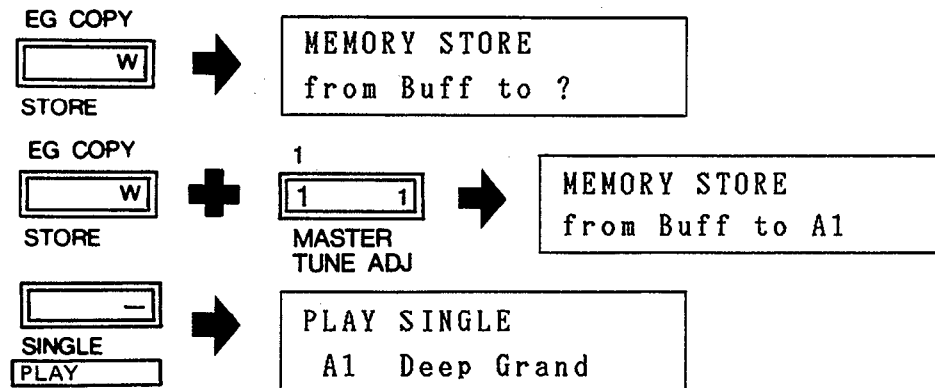 EG COPY
W
STORE
MEMORY STORE
from Buff to ?
EG COPY
W
STORE
1
1 1
MASTER
TUNE ADJ
MEMORY STORE
from Buff to A1
—
SINGLE
PLAY
PLAY SINGLE
A1 Deep Grand